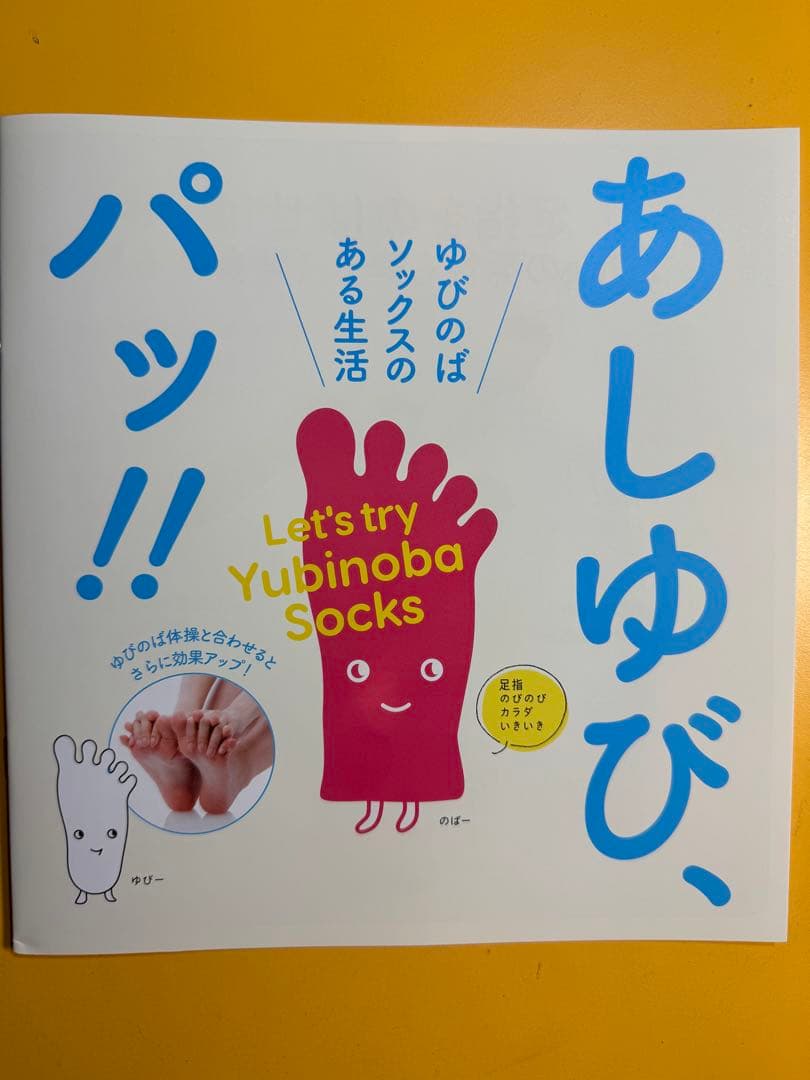 あしゆび、
パッ!!
ゆびのば
ソックスの
ある生活
Let's try
Yubinoba
Socks
ゆびのば体操と合わせると
さらに効果アップ!
足指
のびのび
カラダ
いきいき
のばー
ゆびー